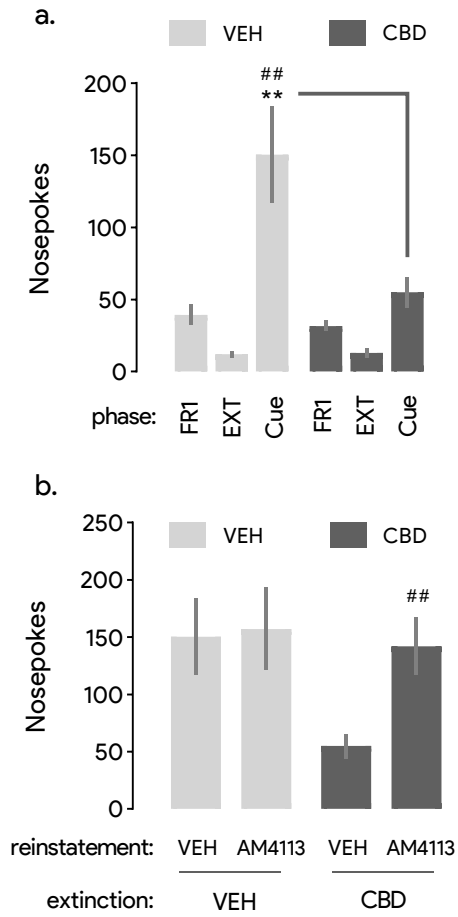 a.
VEH CBD
##
**
200
150
100
50
0
Nosepokes
phase: FR1 EXT Cue FR1 EXT Cue
b.
VEH CBD
##
250
200
150
100
50
0
Nosepokes
reinstatement: VEH AM4113 VEH AM4113
extinction: VEH CBD